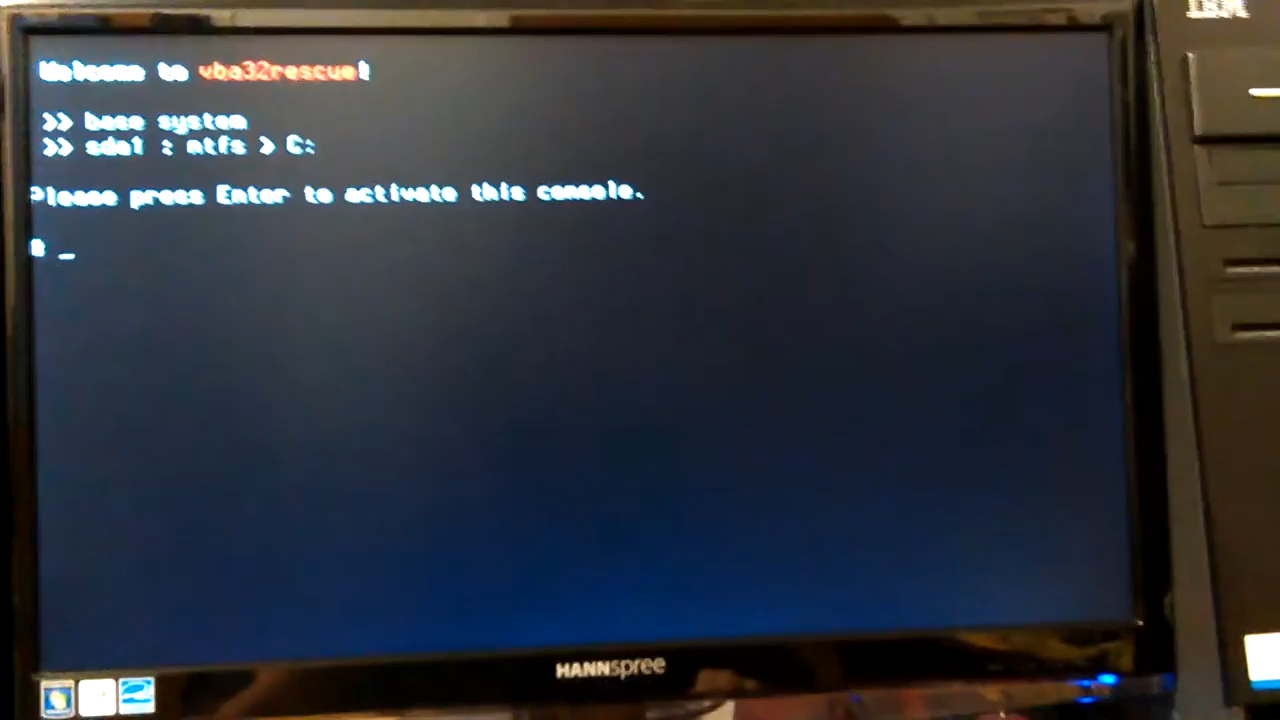 Welcome to vba32rescue!
>> base system
>> sda1 : ntfs > C:
Please press Enter to activate this console.
# _
HANNspree
IBM